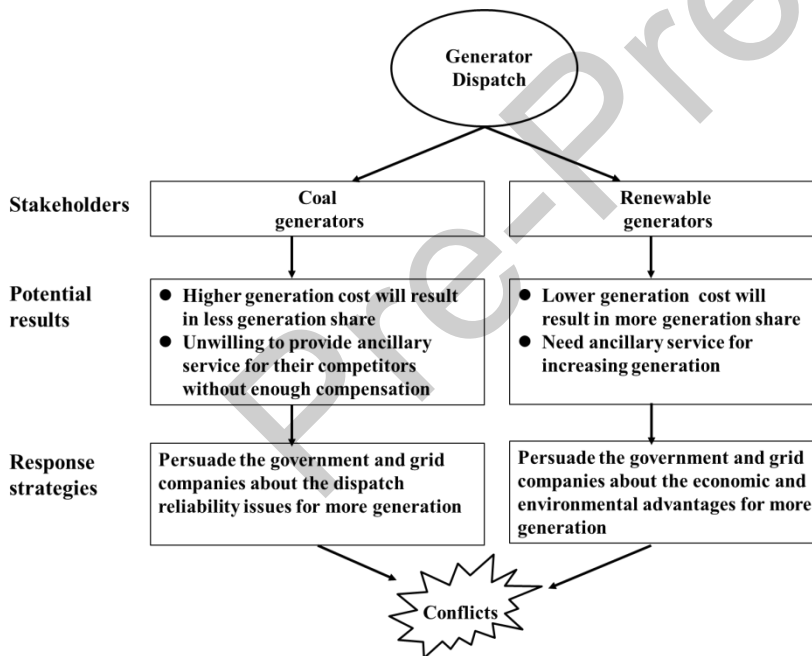 Generator
Dispatch
Stakeholders
Coal
generators
Renewable
generators
Potential
results
● Higher generation cost will result
in less generation share
● Unwilling to provide ancillary
service for their competitors
without enough compensation
● Lower generation cost will
result in more generation share
● Need ancillary service for
increasing generation
Response
strategies
Persuade the government and grid
companies about the dispatch
reliability issues for more generation
Persuade the government and grid
companies about the economic and
environmental advantages for more
generation
Conflicts
Pre-Pre